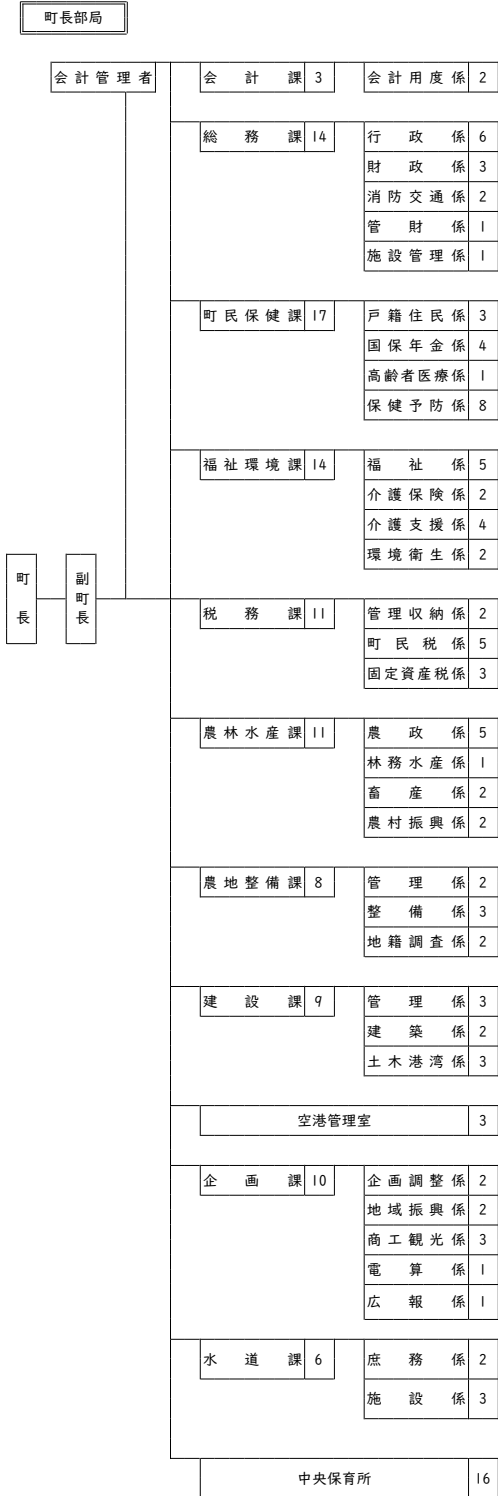 町長部局
会計管理者 会計課 3 会計用度係 2
総務課 14 行政係 6
財政係 3
消防交通係 2
管財係 1
施設管理係 1
町民保健課 17 戸籍住民係 3
国保年金係 4
高齢者医療係 1
保健予防係 8
福祉環境課 14 福祉係 5
介護保険係 2
介護支援係 4
環境衛生係 2
町長 副町長
税務課 11 管理収納係 2
町民税係 5
固定資産税係 3
農林水産課 11 農政係 5
林務水産係 1
畜産係 2
農村振興係 2
農地整備課 8 管理係 2
整備係 3
地籍調査係 2
建設課 9 管理係 3
建築係 2
土木港湾係 3
空港管理室 3
企画課 10 企画調整係 2
地域振興係 2
商工観光係 3
電算係 1
広報係 1
水道課 6 庶務係 2
施設係 3
中央保育所 16